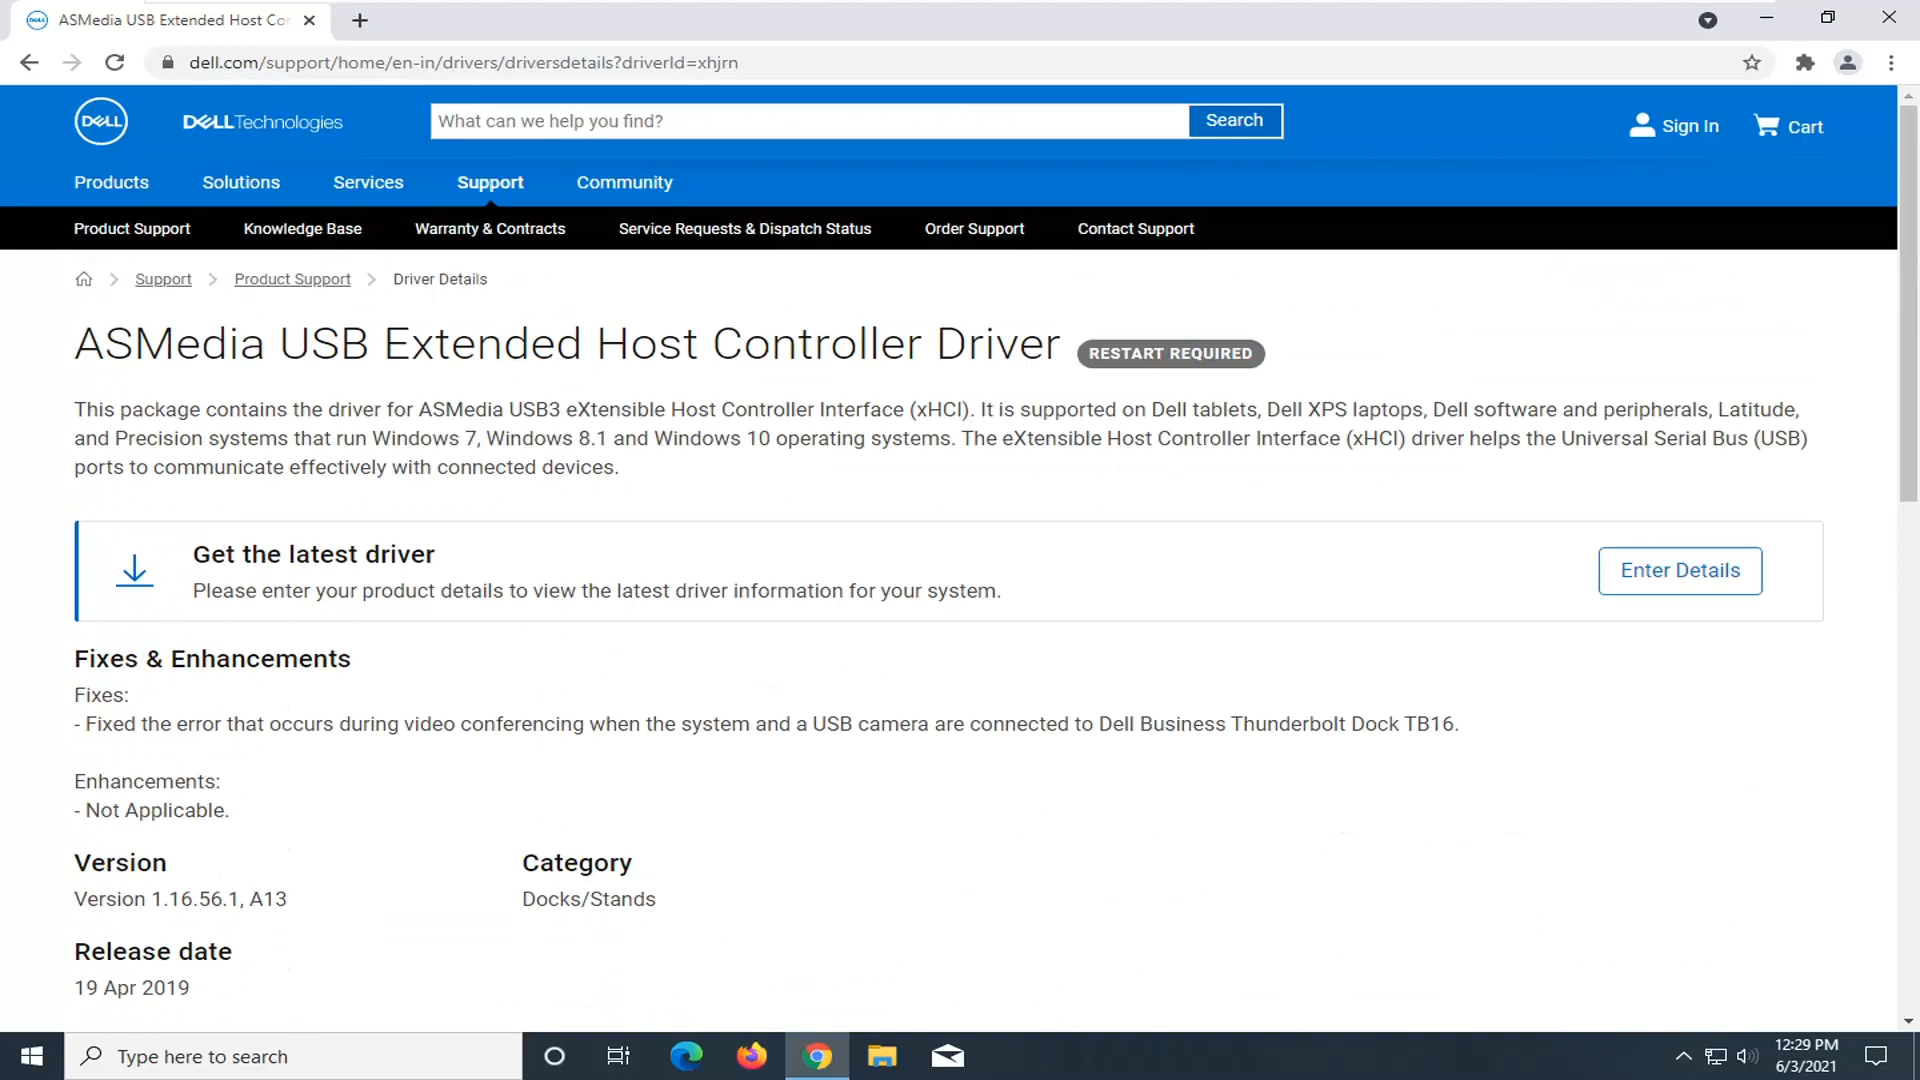 ASMedia USB Extended Host Co
dell.com/support/home/en-in/drivers/driversdetails?driverId=xhjrn
DELL
DELLTechnologies
What can we help you find?
Search
Sign In
Cart
Products
Solutions
Services
Support
Community
Product Support
Knowledge Base
Warranty & Contracts
Service Requests & Dispatch Status
Order Support
Contact Support
Support
Product Support
Driver Details
ASMedia USB Extended Host Controller Driver
RESTART REQUIRED
This package contains the driver for ASMedia USB3 eXtensible Host Controller Interface (xHCI). It is supported on Dell tablets, Dell XPS laptops, Dell software and peripherals, Latitude,
and Precision systems that run Windows 7, Windows 8.1 and Windows 10 operating systems. The eXtensible Host Controller Interface (xHCI) driver helps the Universal Serial Bus (USB)
ports to communicate effectively with connected devices.
Get the latest driver
Please enter your product details to view the latest driver information for your system.
Enter Details
Fixes & Enhancements
Fixes:
- Fixed the error that occurs during video conferencing when the system and a USB camera are connected to Dell Business Thunderbolt Dock TB16.
Enhancements:
- Not Applicable.
Version
Category
Version 1.16.56.1, A13
Docks/Stands
Release date
19 Apr 2019
Type here to search
12:29 PM
6/3/2021